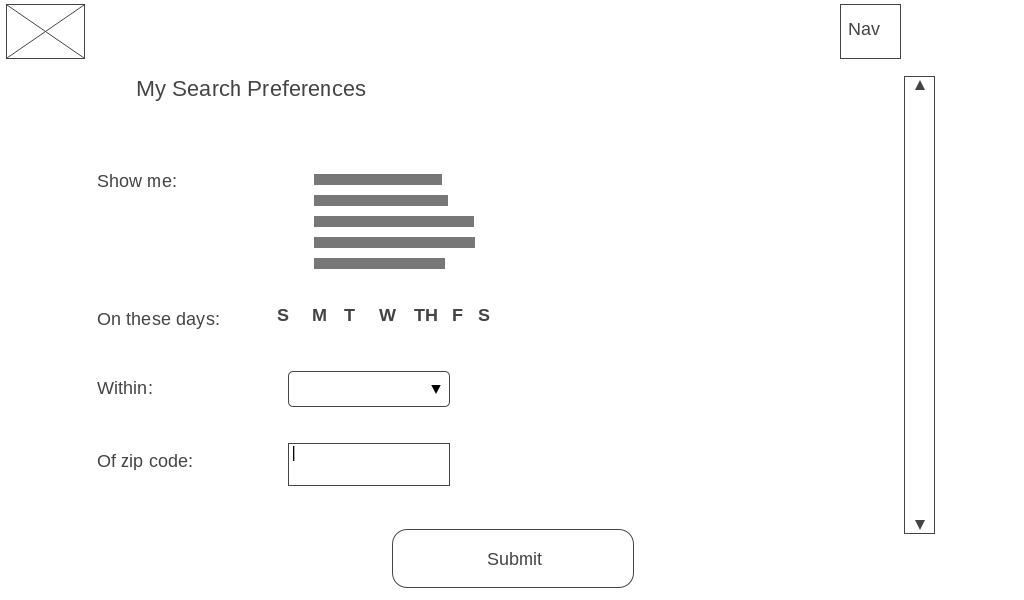 Nav
My Search Preferences
Show me:
On these days: S M T W TH F S
Within:
Of zip code:
Submit